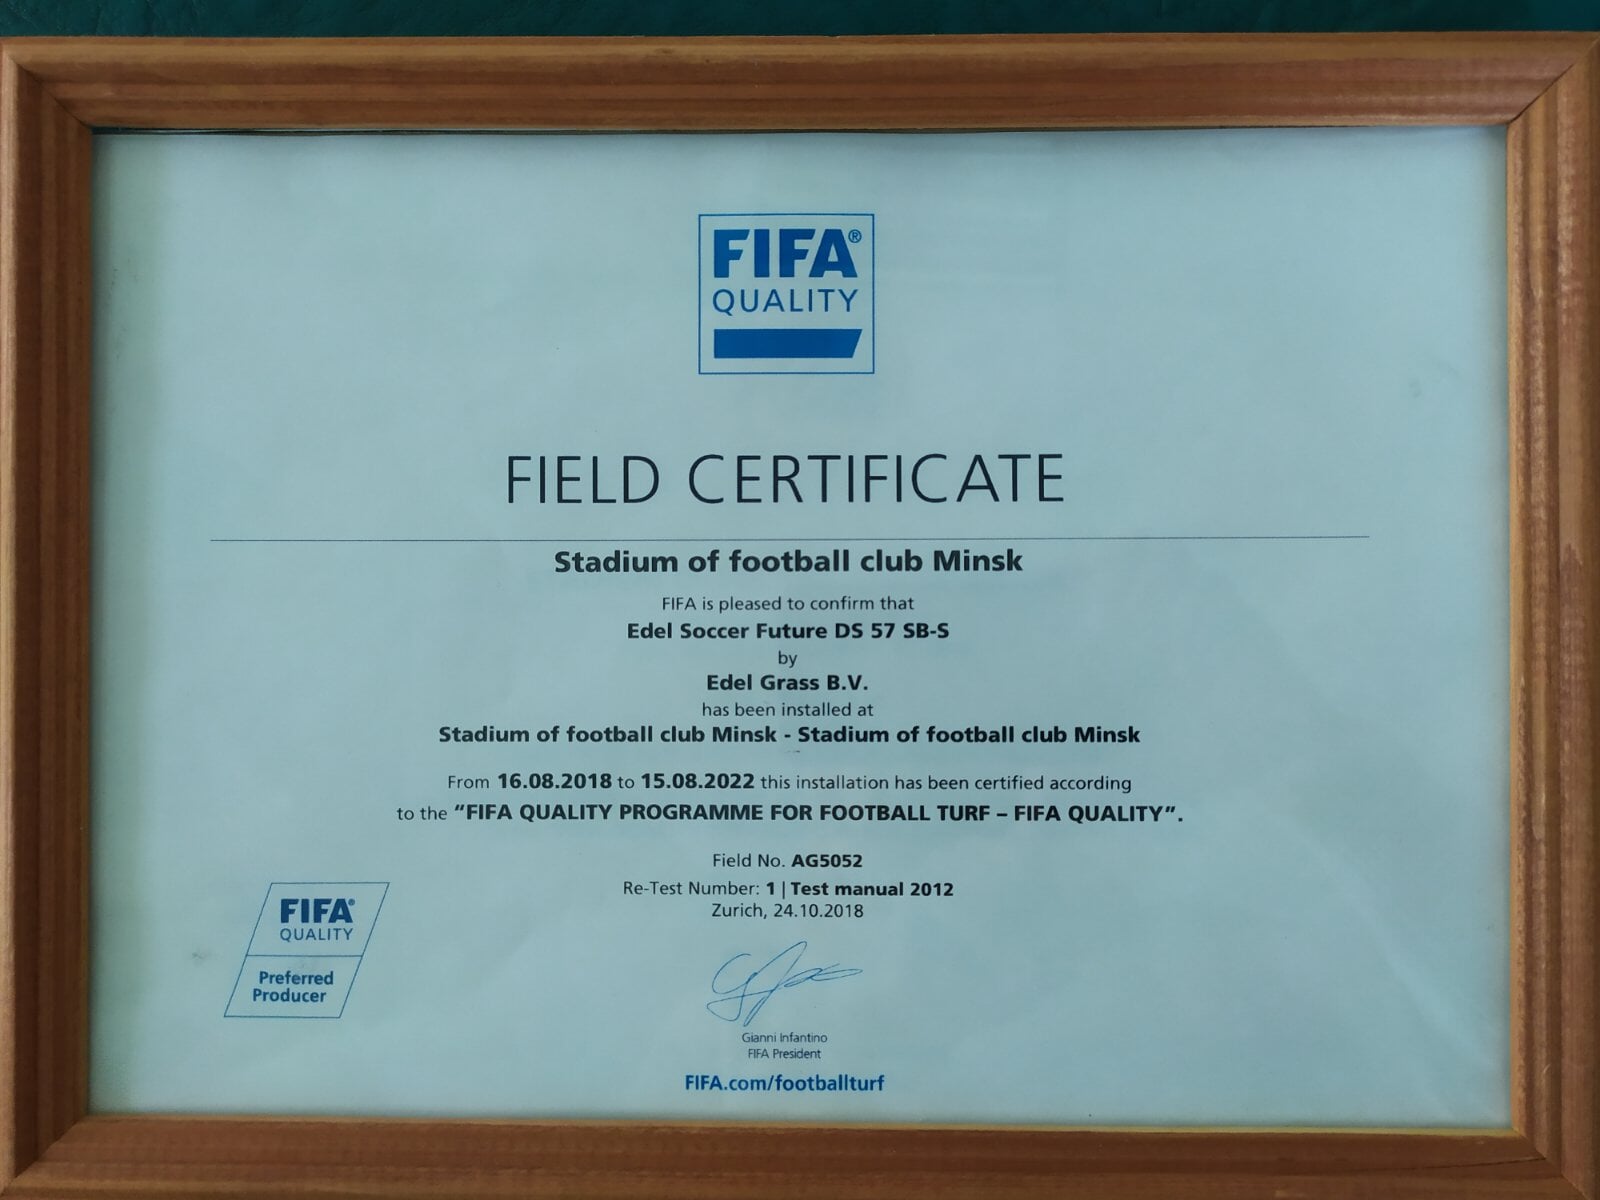 FIFA®
QUALITY
FIELD CERTIFICATE
Stadium of football club Minsk
FIFA is pleased to confirm that
Edel Soccer Future DS 57 SB-S
by
Edel Grass B.V.
has been installed at
Stadium of football club Minsk - Stadium of football club Minsk
From 16.08.2018 to 15.08.2022 this installation has been certified according
to the “FIFA QUALITY PROGRAMME FOR FOOTBALL TURF – FIFA QUALITY”.
Field No. AG5052
Re-Test Number: 1 | Test manual 2012
Zurich, 24.10.2018
FIFA®
QUALITY
Preferred
Producer
Gianni Infantino
FIFA President
FIFA.com/footballturf